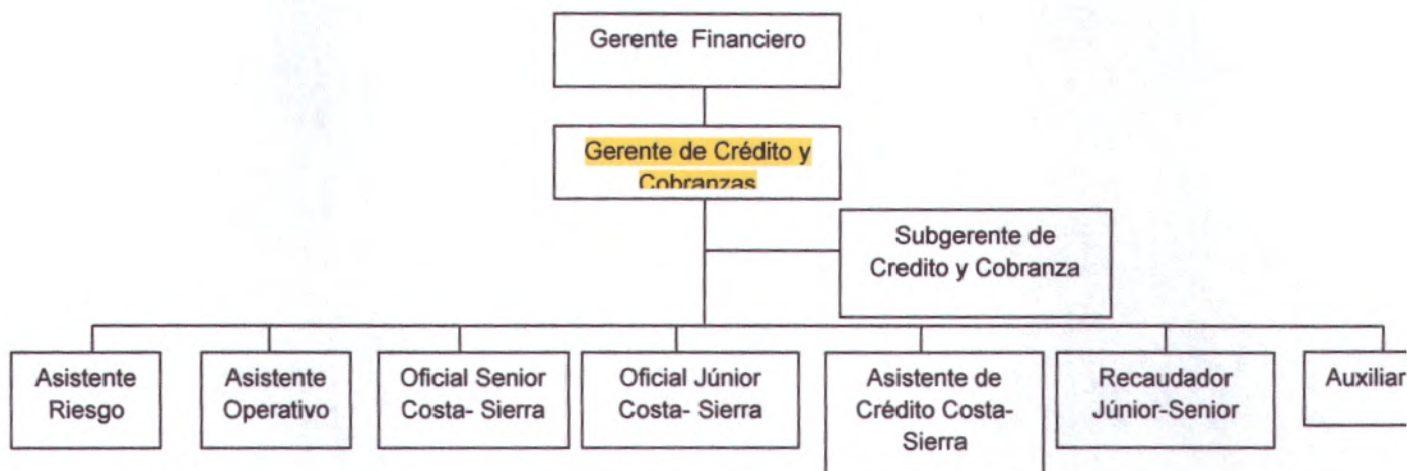 Gerente Financiero
Gerente de Crédito y
Cobranzas
Subgerente de
Credito y Cobranza
Asistente
Riesgo
Asistente
Operativo
Oficial Senior
Costa- Sierra
Oficial Júnior
Costa- Sierra
Asistente de
Crédito Costa-
Sierra
Recaudador
Júnior-Senior
Auxiliar